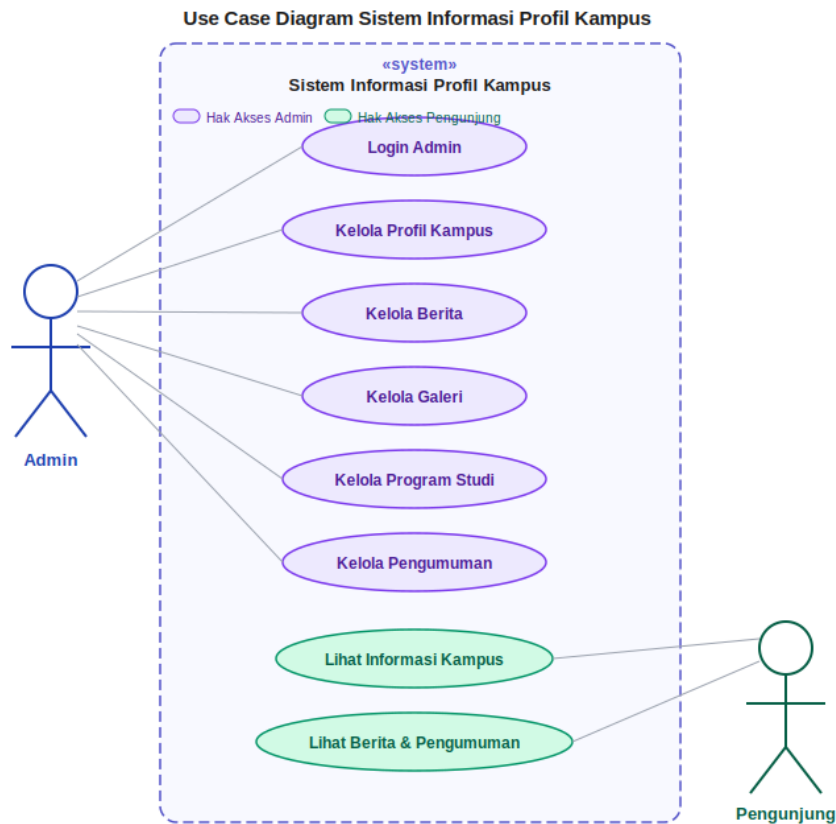 Use Case Diagram Sistem Informasi Profil Kampus
«system»
Sistem Informasi Profil Kampus
Hak Akses Admin
Hak Akses Pengunjung
Login Admin
Kelola Profil Kampus
Kelola Berita
Kelola Galeri
Admin
Kelola Program Studi
Kelola Pengumuman
Lihat Informasi Kampus
Lihat Berita & Pengumuman
Pengunjung